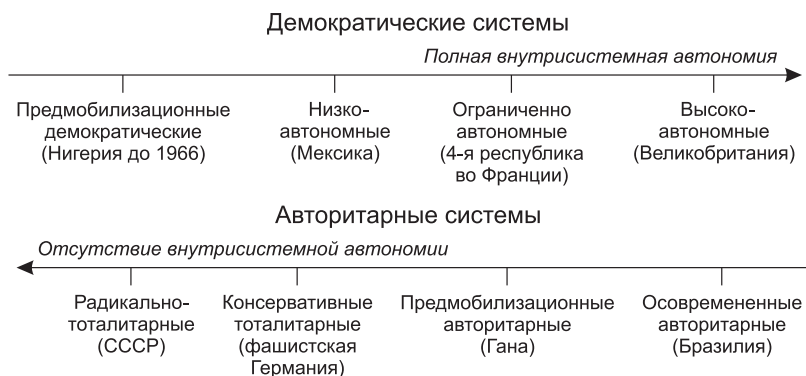 Демократические системы
Полная внутрисистемная автономия
Предмобилизационные
демократические
(Нигерия до 1966)
Низко-
автономные
(Мексика)
Ограниченно
автономные
(4-я республика
во Франции)
Высоко-
автономные
(Великобритания)
Авторитарные системы
Отсутствие внутрисистемной автономии
Радикально-
тоталитарные
(СССР)
Консервативные
тоталитарные
(фашистская
Германия)
Предмобилизационные
авторитарные
(Гана)
Осовремененные
авторитарные
(Бразилия)